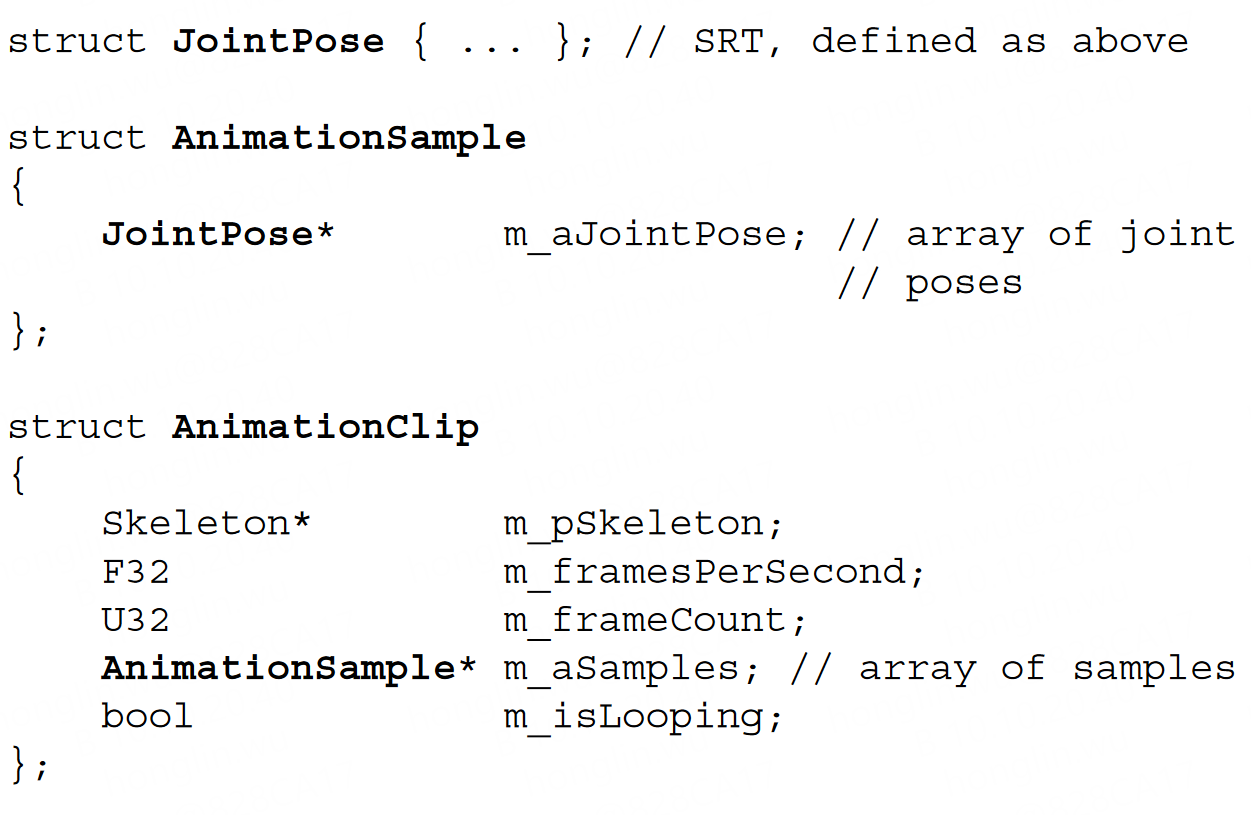 struct JointPose { ... }; // SRT, defined as above
struct AnimationSample
{
    JointPose*       m_aJointPose; // array of joint
                                   // poses
};
struct AnimationClip
{
    Skeleton*        m_pSkeleton;
    F32              m_framesPerSecond;
    U32              m_frameCount;
    AnimationSample* m_aSamples; // array of samples
    bool             m_isLooping;
};